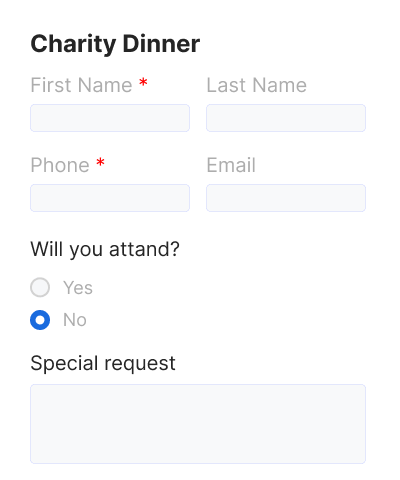 Charity Dinner
First Name * Last Name
Phone * Email
Will you attand?
Yes
No
Special request